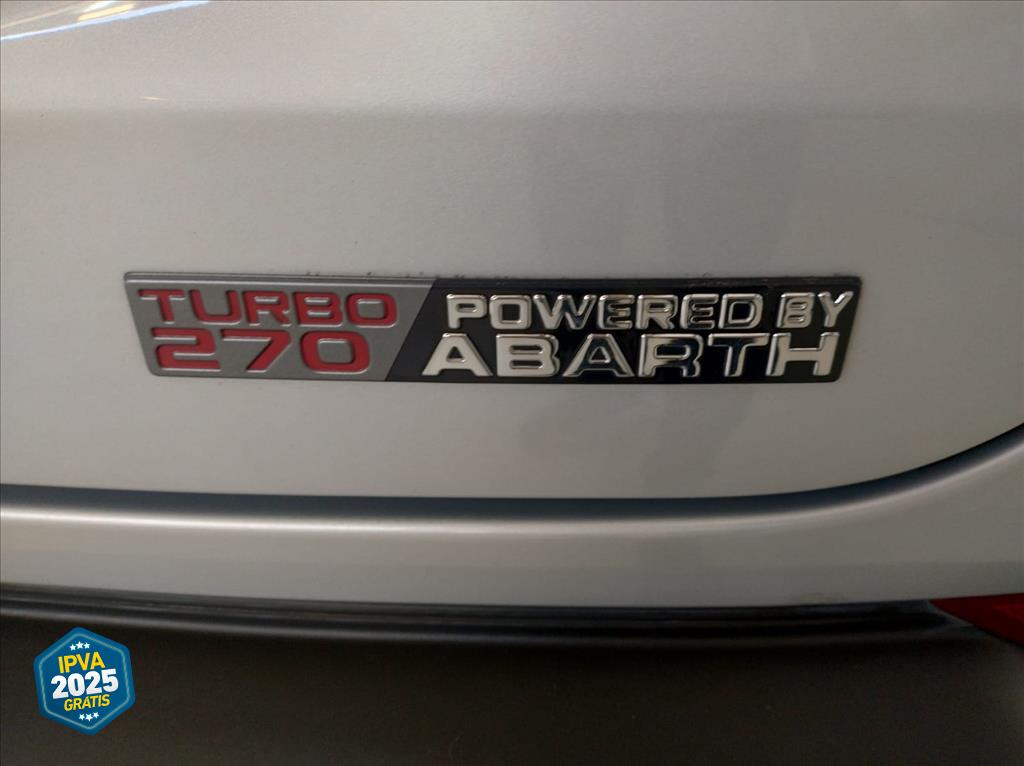 TURBO
270
POWERED BY
ABARTH
IPVA
2025
GRÁTIS